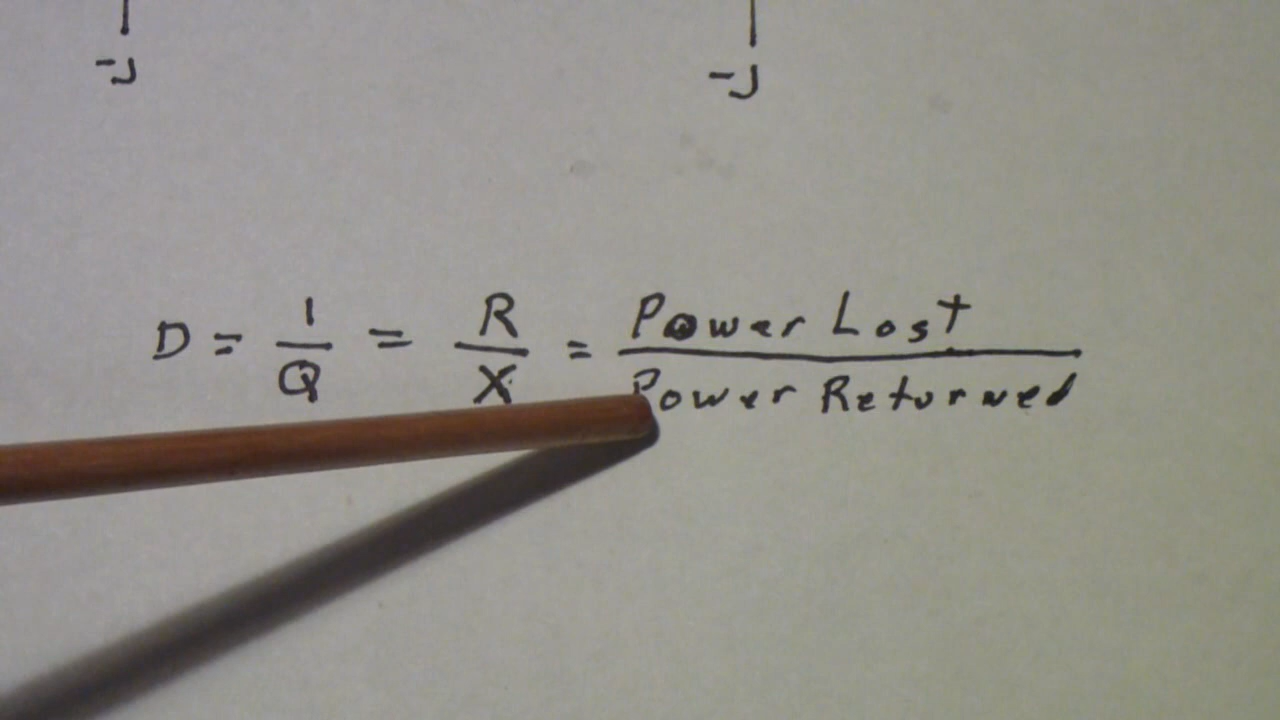 -J -J
D = 1/Q = R/X = Power Lost/Power Returned